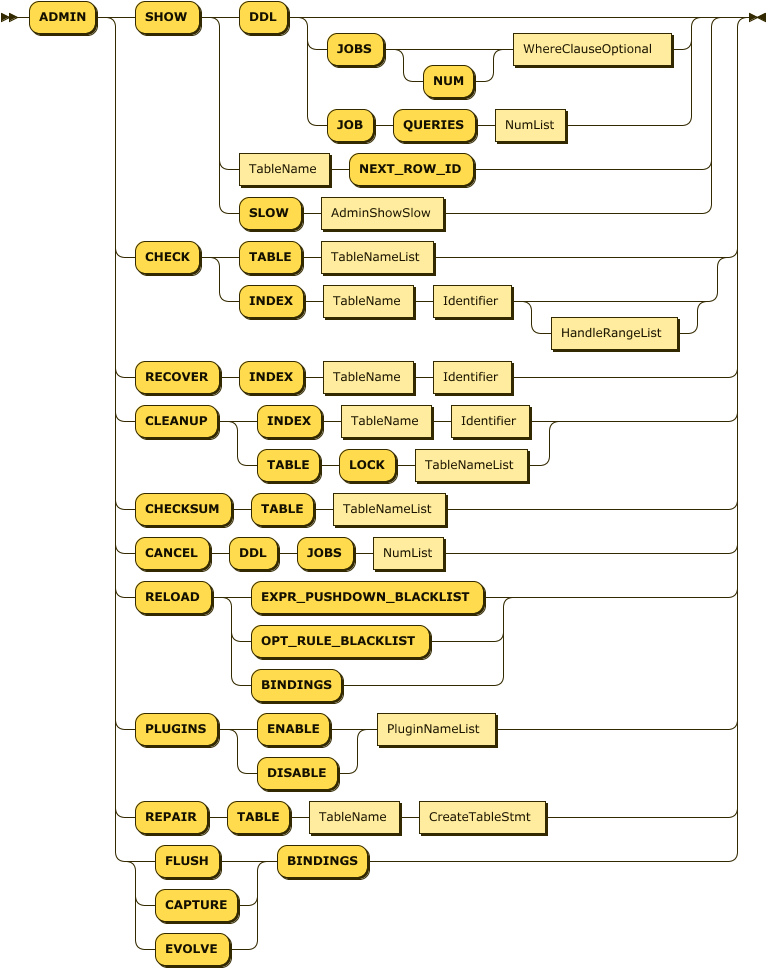 ADMIN SHOW DDL
JOBS WhereClauseOptional
NUM
JOB QUERIES NumList
TableName NEXT_ROW_ID
SLOW AdminShowSlow
CHECK TABLE TableNameList
INDEX TableName Identifier
HandleRangeList
RECOVER INDEX TableName Identifier
CLEANUP INDEX TableName Identifier
TABLE LOCK TableNameList
CHECKSUM TABLE TableNameList
CANCEL DDL JOBS NumList
RELOAD EXPR_PUSHDOWN_BLACKLIST
OPT_RULE_BLACKLIST
BINDINGS
PLUGINS ENABLE PluginNameList
DISABLE
REPAIR TABLE TableName CreateTableStmt
FLUSH BINDINGS
CAPTURE
EVOLVE